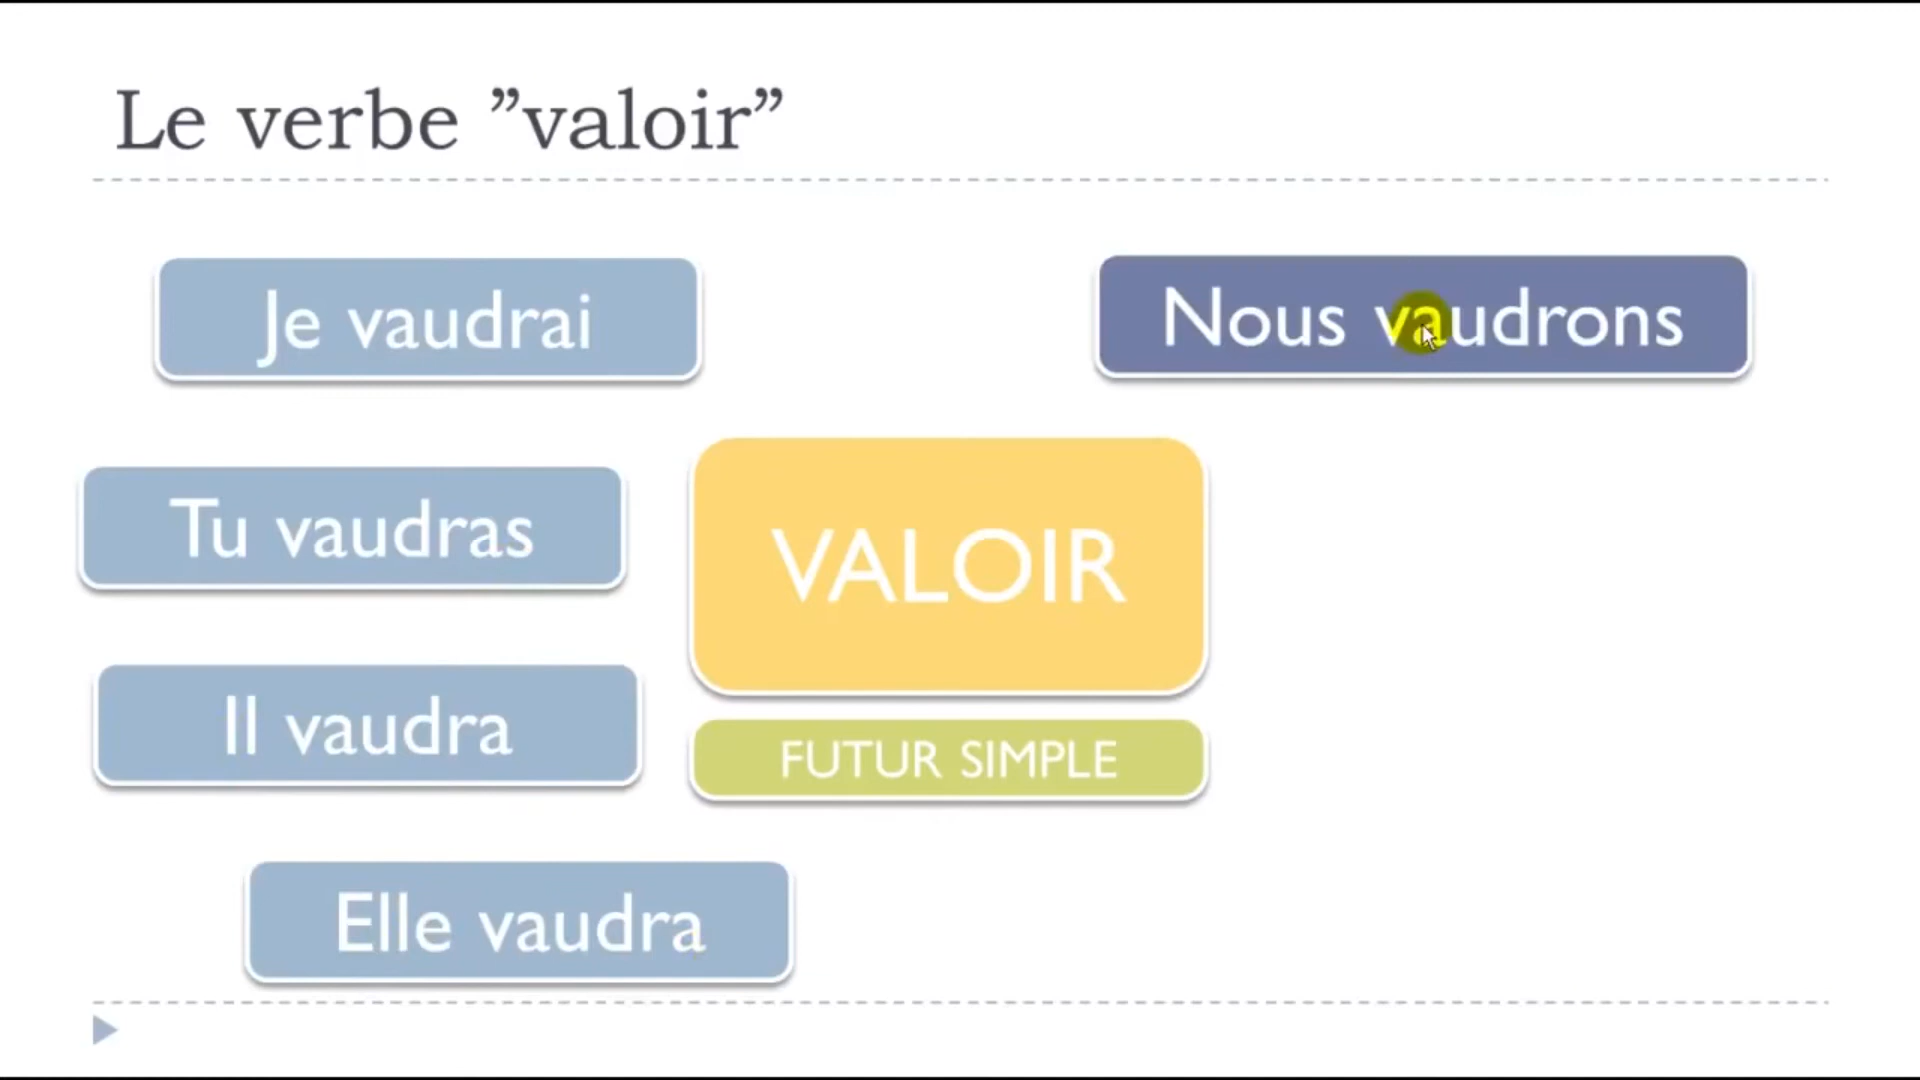 Le verbe ”valoir”
Je vaudrai
Nous vaudrons
Tu vaudras
VALOIR
Il vaudra
FUTUR SIMPLE
Elle vaudra